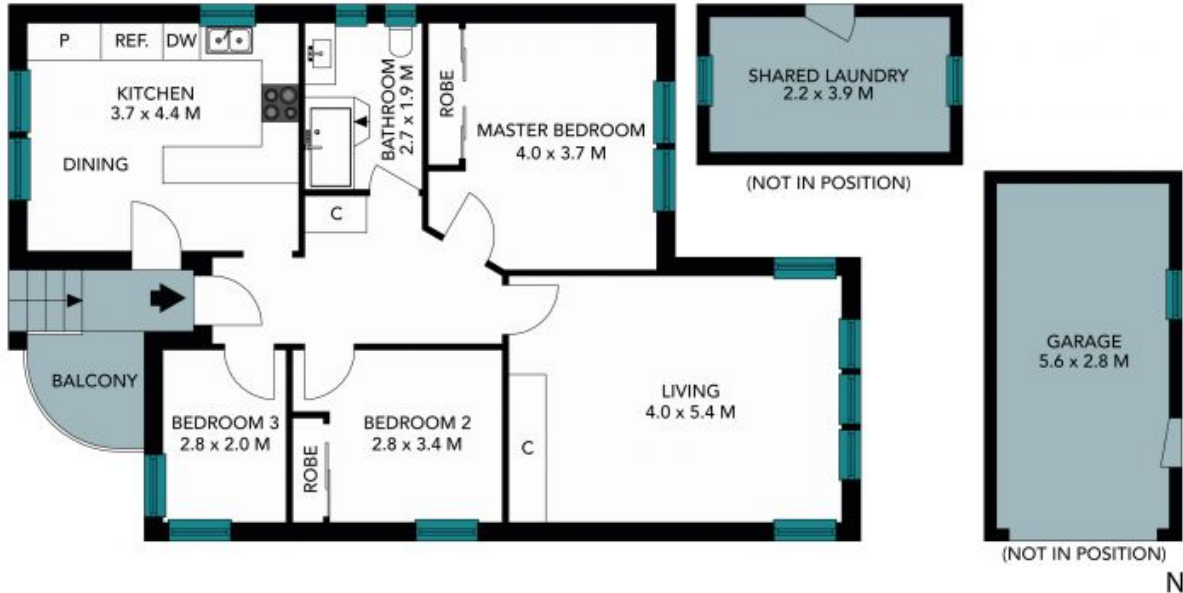 P
REF.
DW
KITCHEN
3.7 x 4.4 M
DINING
BATHROOM
2.7 x 1.9 M
ROBE
MASTER BEDROOM
4.0 x 3.7 M
C
SHARED LAUNDRY
2.2 x 3.9 M
(NOT IN POSITION)
BALCONY
BEDROOM 3
2.8 x 2.0 M
ROBE
BEDROOM 2
2.8 x 3.4 M
C
LIVING
4.0 x 5.4 M
GARAGE
5.6 x 2.8 M
(NOT IN POSITION)
N